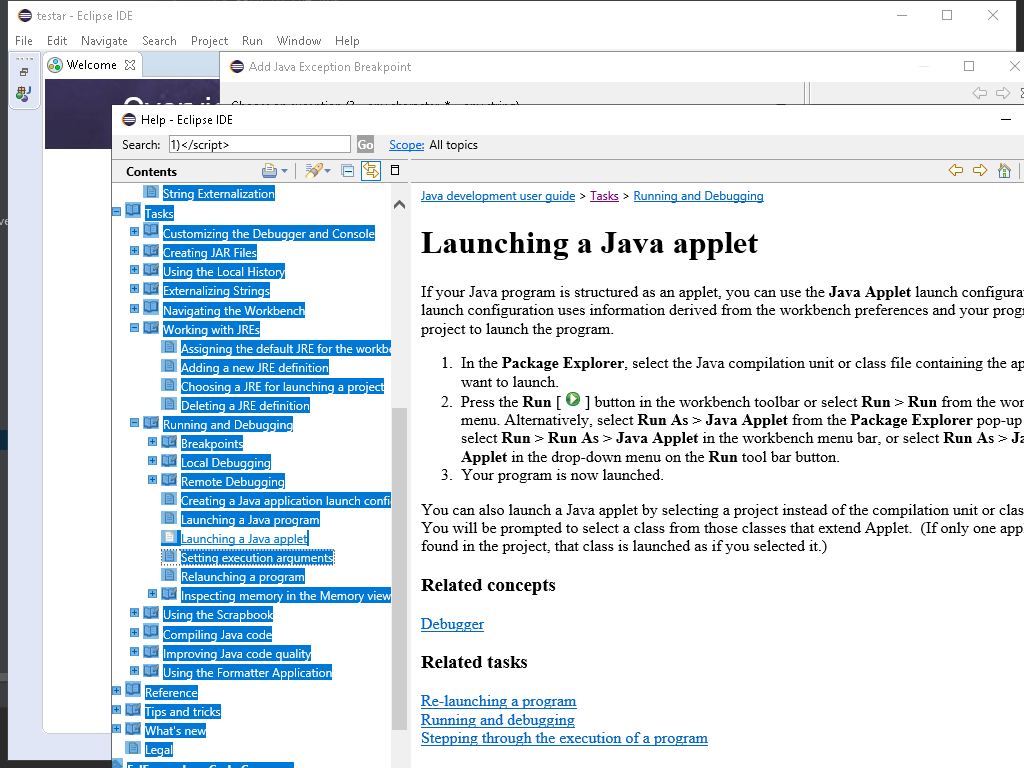 testar - Eclipse IDE
File Edit Navigate Search Project Run Window Help
Welcome
Add Java Exception Breakpoint
Help - Eclipse IDE
Search: 1)</script> Go Scope: All topics
Contents
String Externalization
Tasks
Customizing the Debugger and Console
Creating JAR Files
Using the Local History
Externalizing Strings
Navigating the Workbench
Working with JREs
Assigning the default JRE for the workbe
Adding a new JRE definition
Choosing a JRE for launching a project
Deleting a JRE definition
Running and Debugging
Breakpoints
Local Debugging
Remote Debugging
Creating a Java application launch confi
Launching a Java program
Launching a Java applet
Setting execution arguments
Relaunching a program
Inspecting memory in the Memory view
Using the Scrapbook
Compiling Java code
Improving Java code quality
Using the Formatter Application
Reference
Tips and tricks
What's new
Legal
Java development user guide > Tasks > Running and Debugging
Launching a Java applet
If your Java program is structured as an applet, you can use the Java Applet launch configura
launch configuration uses information derived from the workbench preferences and your prog
project to launch the program.
1. In the Package Explorer, select the Java compilation unit or class file containing the ap
want to launch.
2. Press the Run [ ] button in the workbench toolbar or select Run > Run from the wor
menu. Alternatively, select Run As > Java Applet from the Package Explorer pop-up
select Run > Run As > Java Applet in the workbench menu bar, or select Run As > Ja
Applet in the drop-down menu on the Run tool bar button.
3. Your program is now launched.
You can also launch a Java applet by selecting a project instead of the compilation unit or clas
You will be prompted to select a class from those classes that extend Applet. (If only one appl
found in the project, that class is launched as if you selected it.)
Related concepts
Debugger
Related tasks
Re-launching a program
Running and debugging
Stepping through the execution of a program